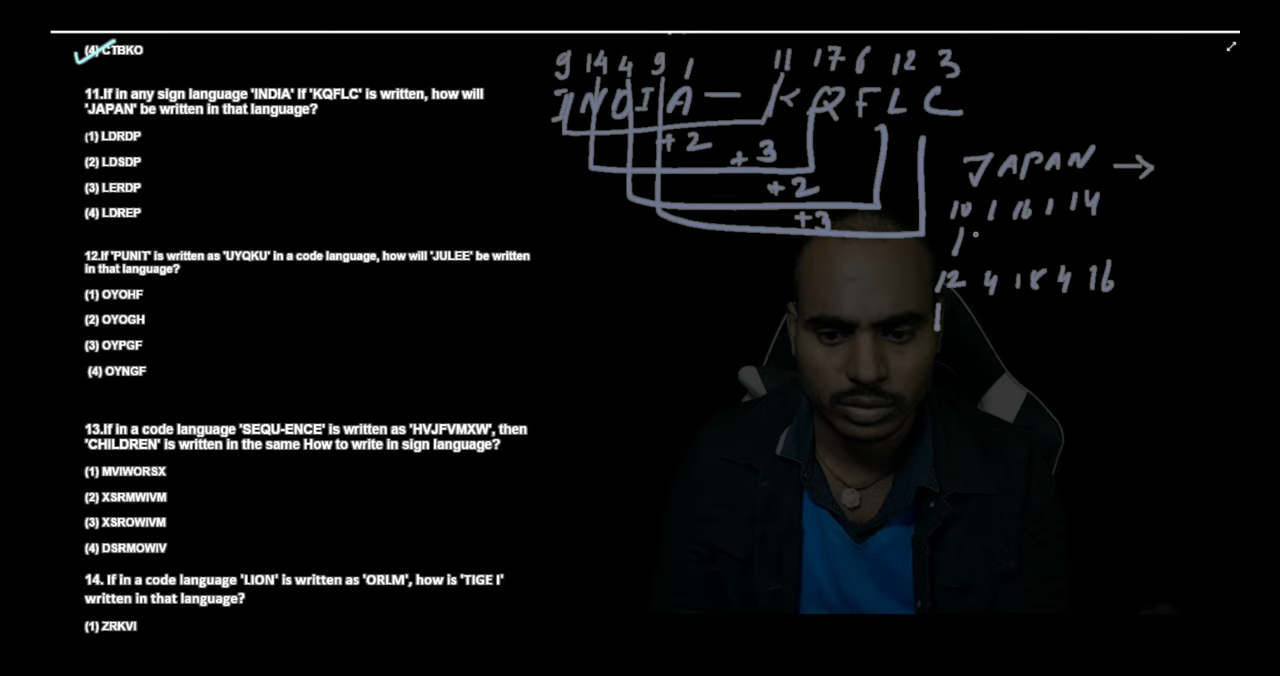 (4) CTBKO
11.If in any sign language 'INDIA' If 'KQFLC' is written, how will
'JAPAN' be written in that language?
(1) LDRDP
(2) LDSDP
(3) LERDP
(4) LDREP
12.If 'PUNIT' is written as 'UYQKU' in a code language, how will 'JULEE' be written
in that language?
(1) OYOHF
(2) OYOGH
(3) OYPGF
(4) OYNGF
13.If in a code language 'SEQU-ENCE' is written as 'HVJFVMXW', then
'CHILDREN' is written in the same How to write in sign language?
(1) MVIWORSX
(2) XSRMWIVM
(3) XSROWIVM
(4) DSRMOWIV
14. If in a code language 'LION' is written as 'ORLM', how is 'TIGE I'
written in that language?
(1) ZRKVI
9 14 4 9 1 11 17 6 12 3
INDIA — KQFLC
+2
+3
+2
+3
JAPAN →
10 1 16 1 14
12 4 18 4 16